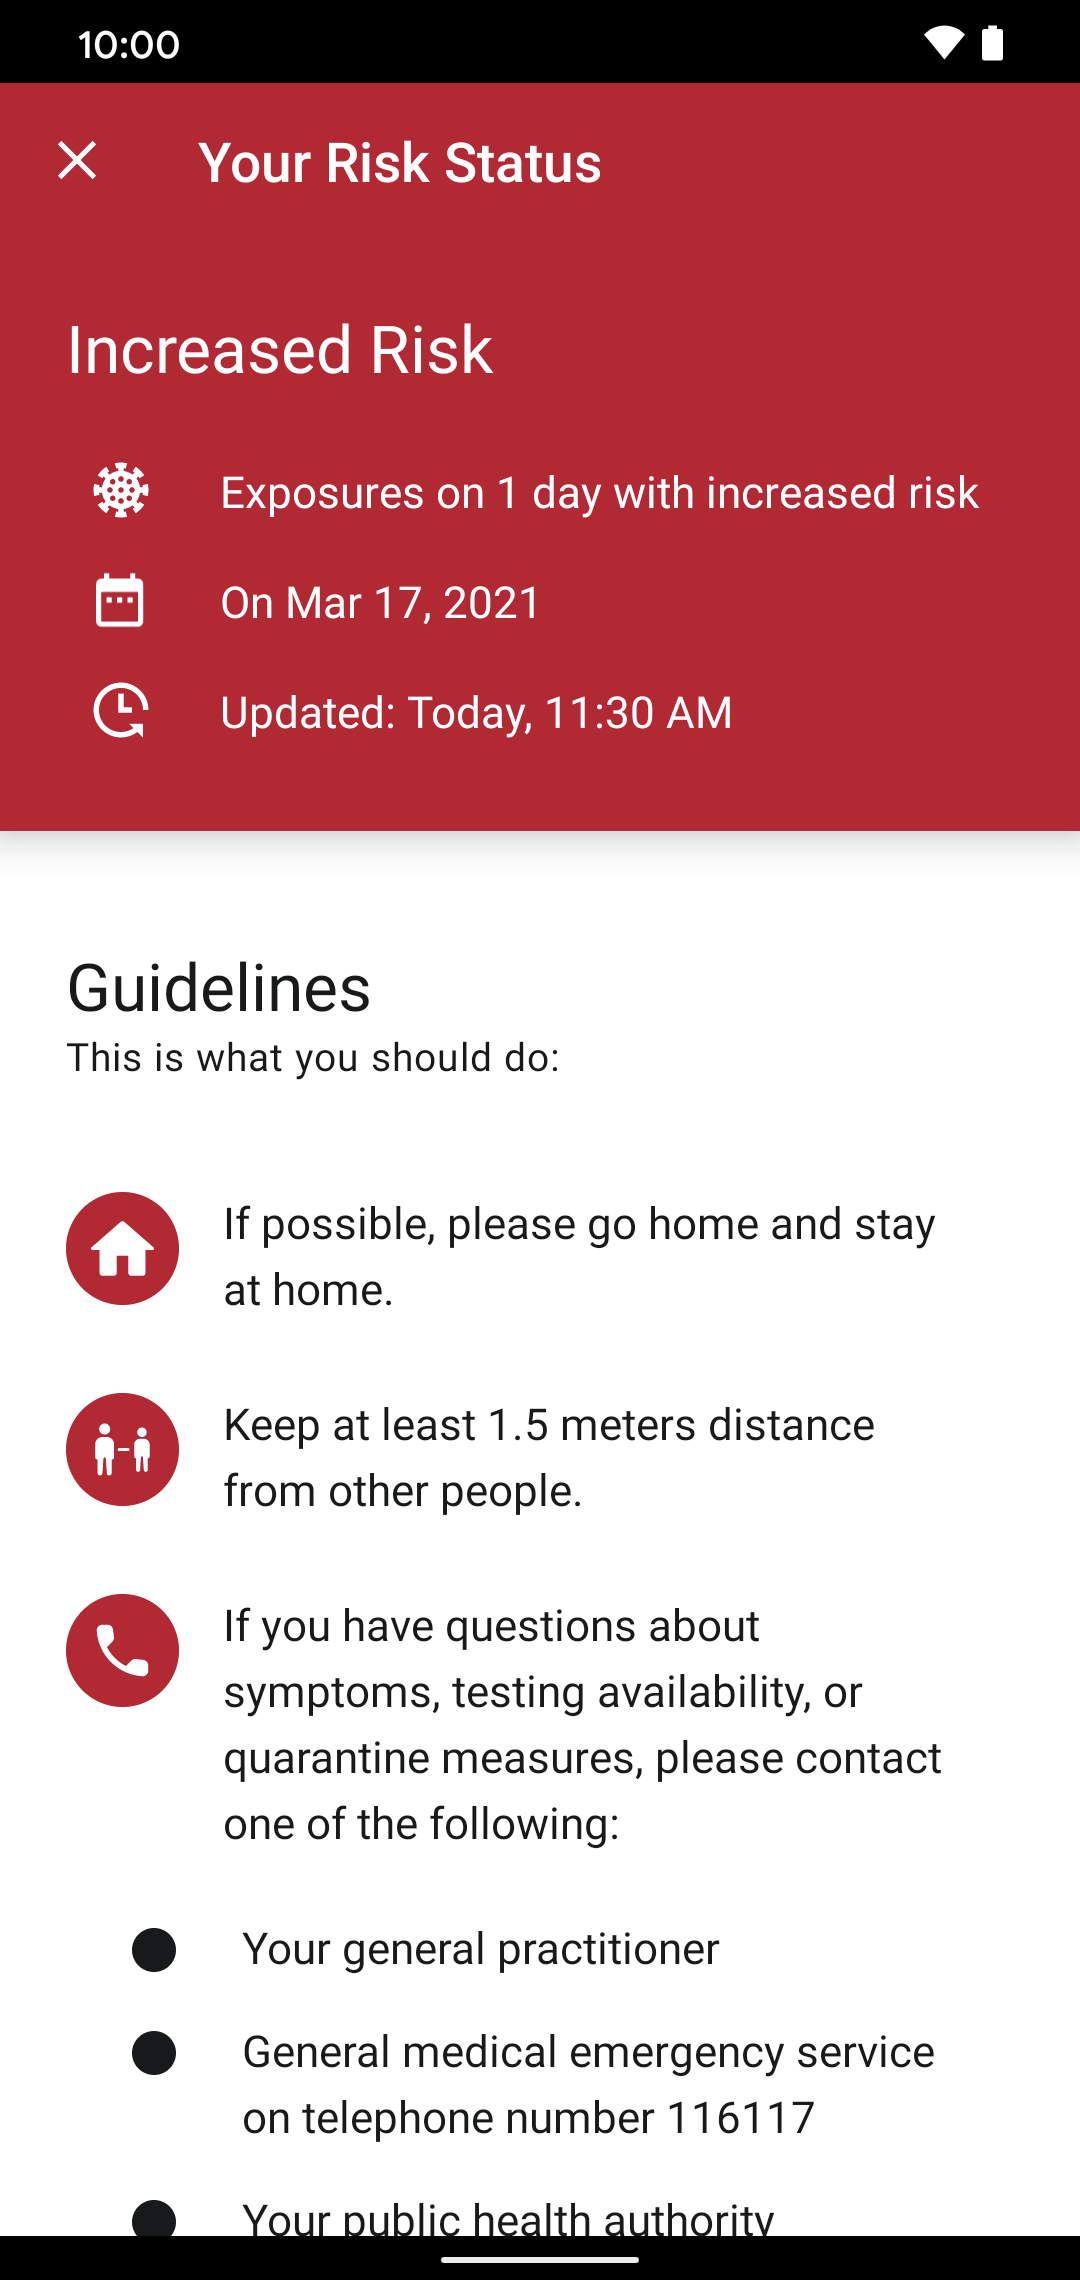 10:00
Your Risk Status
Increased Risk
Exposures on 1 day with increased risk
On Mar 17, 2021
Updated: Today, 11:30 AM
Guidelines
This is what you should do:
If possible, please go home and stay
at home.
Keep at least 1.5 meters distance
from other people.
If you have questions about
symptoms, testing availability, or
quarantine measures, please contact
one of the following:
Your general practitioner
General medical emergency service
on telephone number 116117
Your public health authority